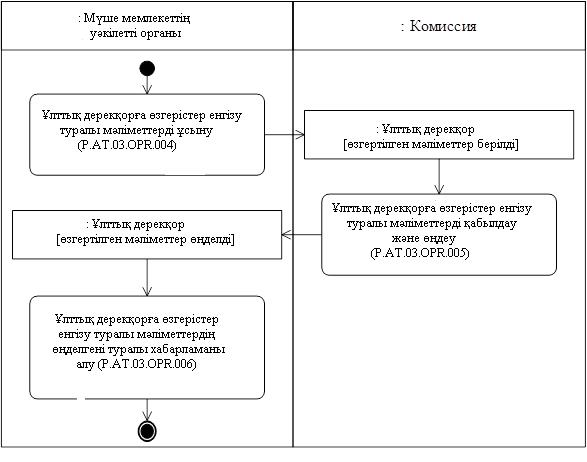 : Мүше мемпекеттің
уәкілетті органы
: Комиссия
Ұлттық дерекқорға өзгерістер енгізу
туралы мәліметтерді ұсыну
(P.AT.03.OPR.004)
: Ұлттық дерекқор
[өзгертілген мәліметтер берілді]
Ұлттық дерекқорға өзгерістер енгізу
туралы мәліметтерді қабылдау
және өңдеу
(P.AT.03.OPR.005)
: Ұлттық дерекқор
[өзгертілген мәліметтер өңделді]
Ұлттық дерекқорға өзгерістер
енгізу туралы мәліметтердің
өңделгені туралы хабарламаны
алу (P.AT.03.OPR.006)